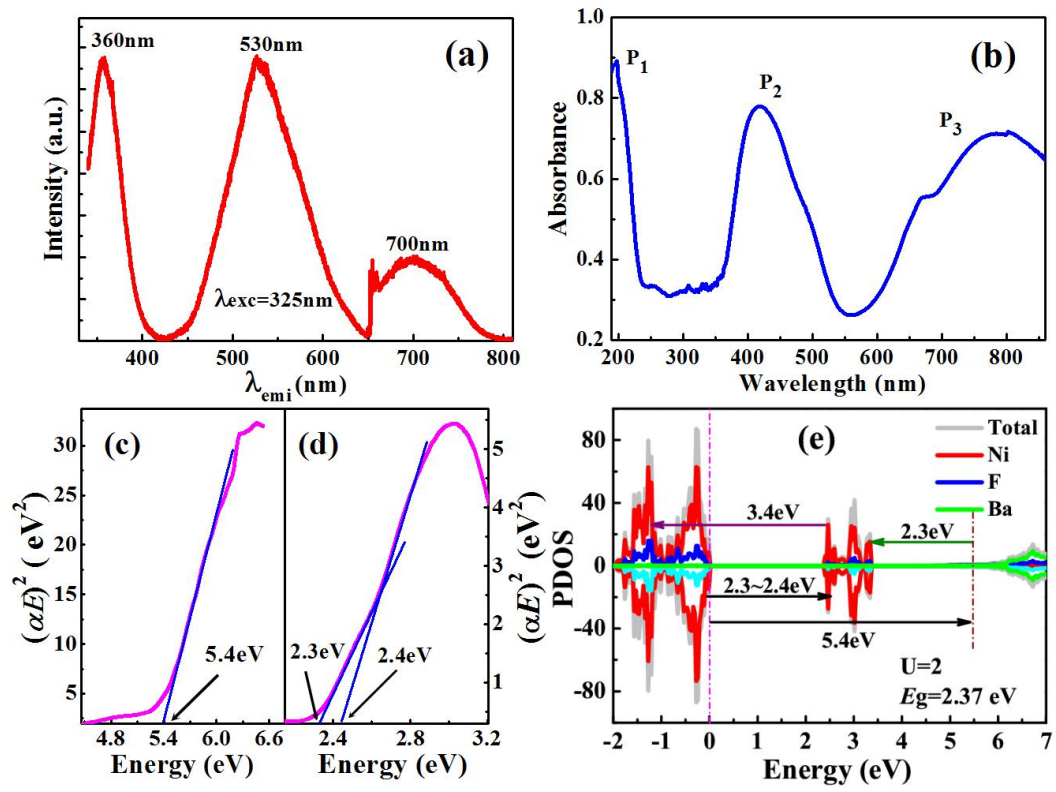 360nm
530nm
(a)
700nm
λexc=325nm
Intensity (a.u.)
400
500
600
700
800
λemi(nm)
1.0
0.8
0.6
0.4
0.2
Absorbance
P1
P2
P3
(b)
200
300
400
500
600
700
800
Wavelength (nm)
30
25
20
15
10
5
(αE)2 ( eV2)
(c)
5.4eV
4.8
5.4
6.0
6.6
Energy (eV)
(d)
2.3eV
2.4eV
5
4
3
2
1
(αE)2 (eV2)
2.4
2.8
3.2
Energy (eV)
80
40
0
-40
-80
PDOS
(e)
Total
Ni
F
Ba
3.4eV
2.3eV
2.3~2.4eV
5.4eV
U=2
Eg=2.37 eV
-2
-1
0
1
2
3
4
5
6
7
Energy (eV)